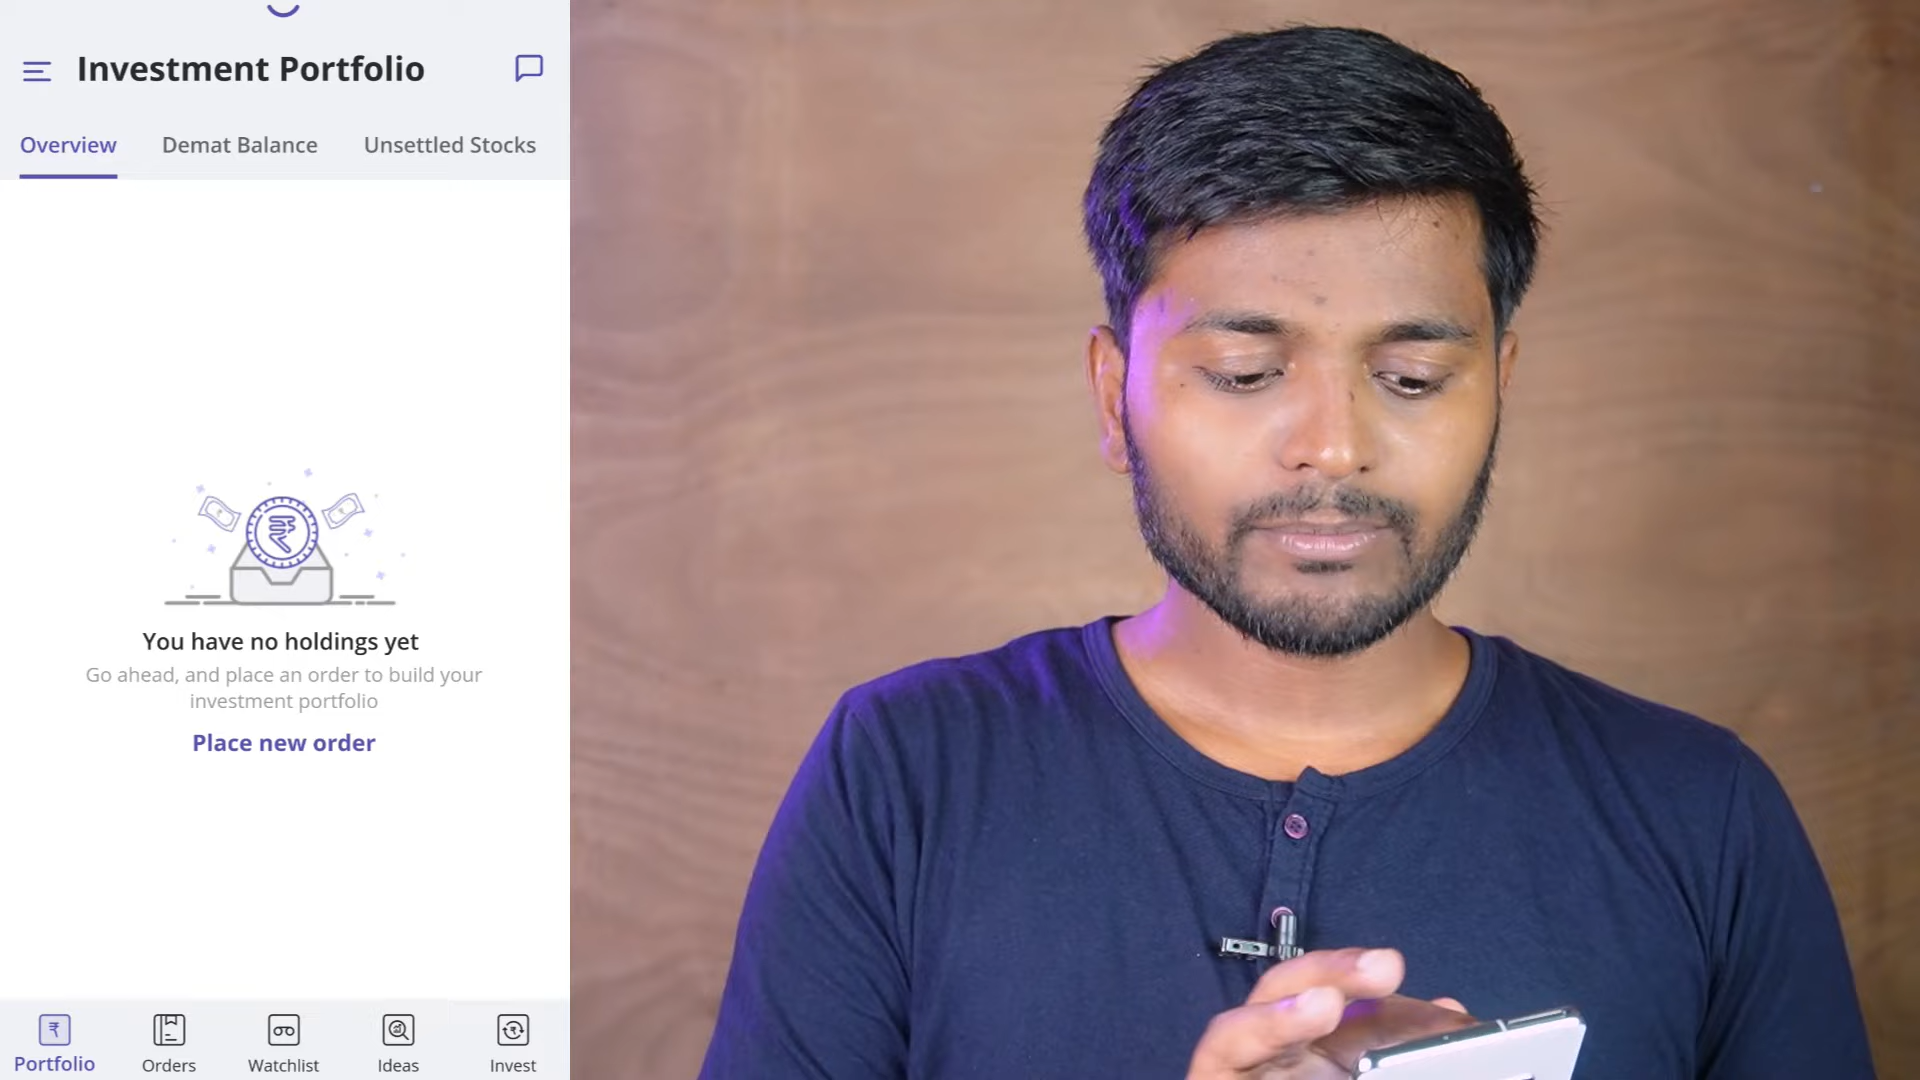 Investment Portfolio
Overview Demat Balance Unsettled Stocks
You have no holdings yet
Go ahead, and place an order to build your
investment portfolio
Place new order
Portfolio Orders Watchlist Ideas Invest